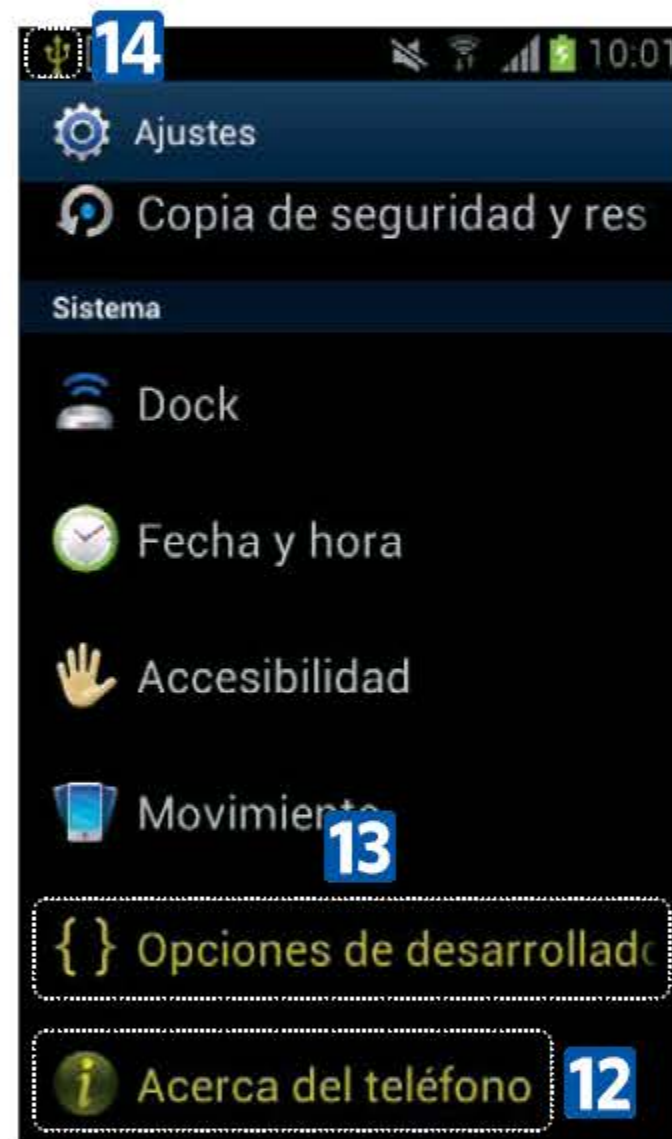 14
10:01
Ajustes
Copia de seguridad y res
Sistema
Dock
Fecha y hora
Accesibilidad
Movimiento
13
{ } Opciones de desarrollado
Acerca del teléfono 12